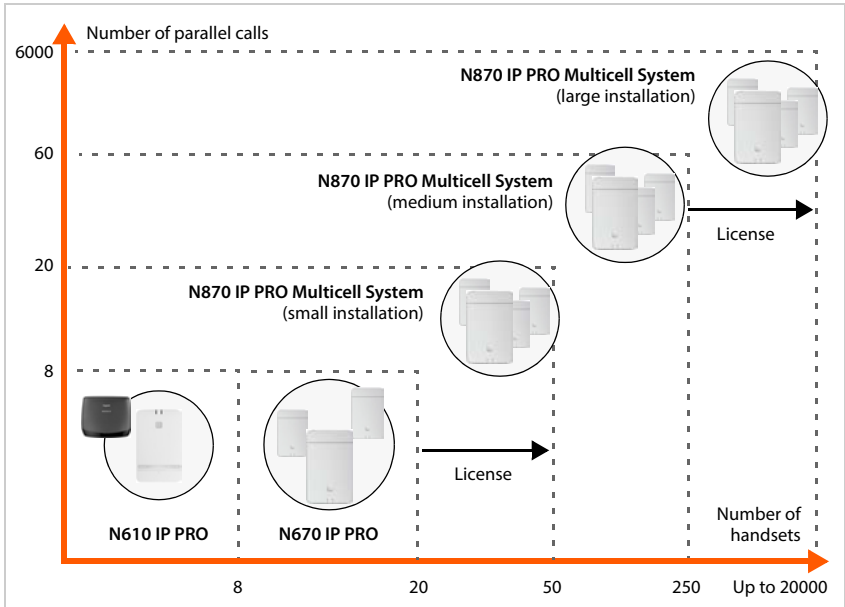 Number of parallel calls
6000
N870 IP PRO Multicell System
(large installation)
60
N870 IP PRO Multicell System
(medium installation)
License
20
N870 IP PRO Multicell System
(small installation)
8
License
N610 IP PRO
N670 IP PRO
Number of
handsets
8
20
50
250
Up to 20000